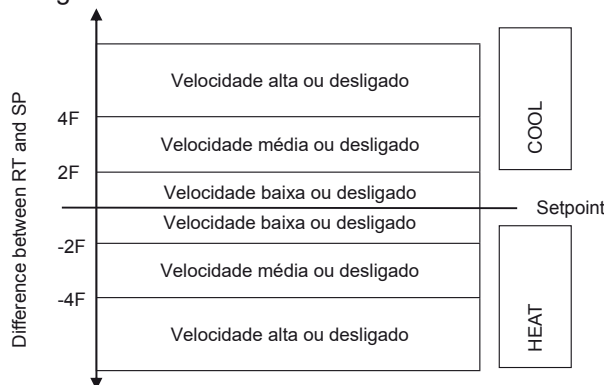 Velocidade alta ou desligado
4F
Velocidade média ou desligado
2F
Velocidade baixa ou desligado
Setpoint
Velocidade baixa ou desligado
-2F
Velocidade média ou desligado
-4F
Velocidade alta ou desligado
Difference between RT and SP
COOL
HEAT